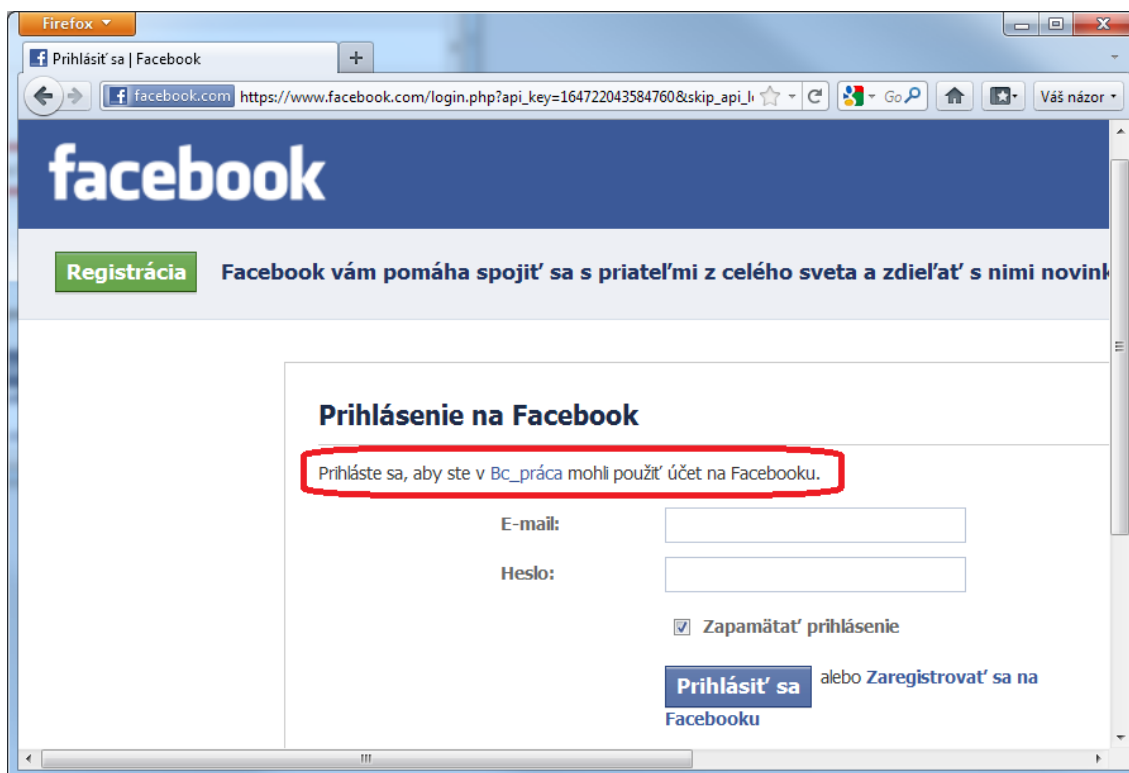 Firefox
Prihlásiť sa | Facebook
facebook.com https://www.facebook.com/login.php?api_key=164722043584760&skip_api_l
Go
Váš názor
facebook
Registrácia Facebook vám pomáha spojiť sa s priateľmi z celého sveta a zdieľať s nimi novink
Prihlásenie na Facebook
Prihláste sa, aby ste v Bc_práca mohli použiť účet na Facebooku.
E-mail:
Heslo:
Zapamätať prihlásenie
Prihlásiť sa alebo Zaregistrovať sa na
Facebooku